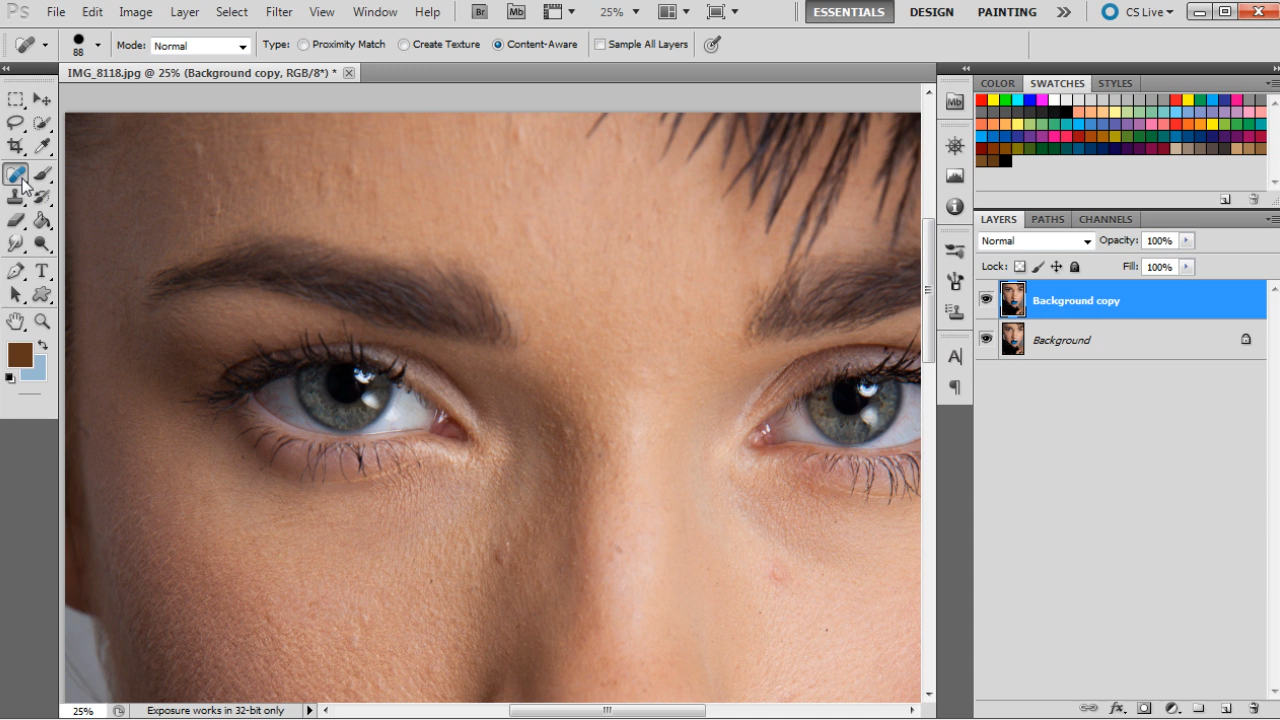 Ps File Edit Image Layer Select Filter View Window Help Br Mb 25% ESSENTIALS DESIGN PAINTING CS Live
88 Mode: Normal Type: Proximity Match Create Texture Content-Aware Sample All Layers
IMG_8118.jpg @ 25% (Background copy, RGB/8*) *
COLOR SWATCHES STYLES
Mb
LAYERS PATHS CHANNELS
Normal Opacity: 100%
Lock: Fill: 100%
Background copy
Background
T
A
25% Exposure works in 32-bit only
fx